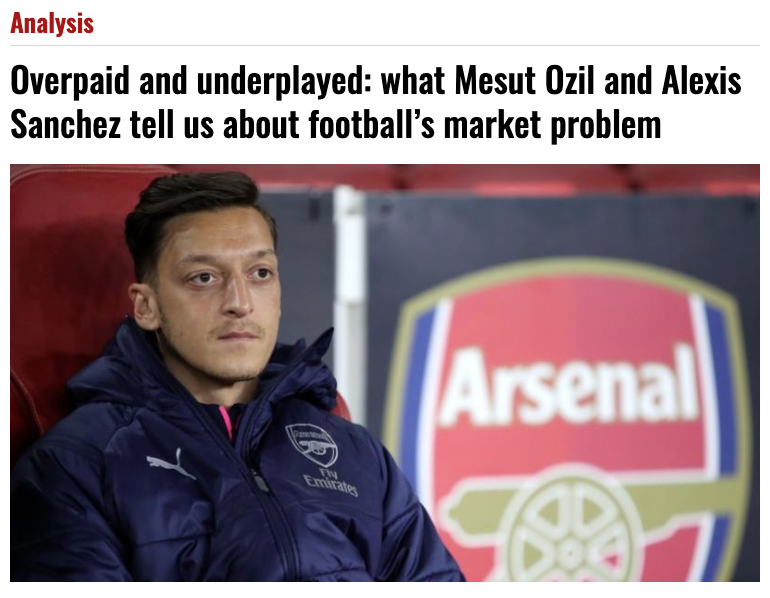 Analysis
Overpaid and underplayed: what Mesut Ozil and Alexis
Sanchez tell us about football’s market problem
Arsenal
Arsenal
Fly
Emirates